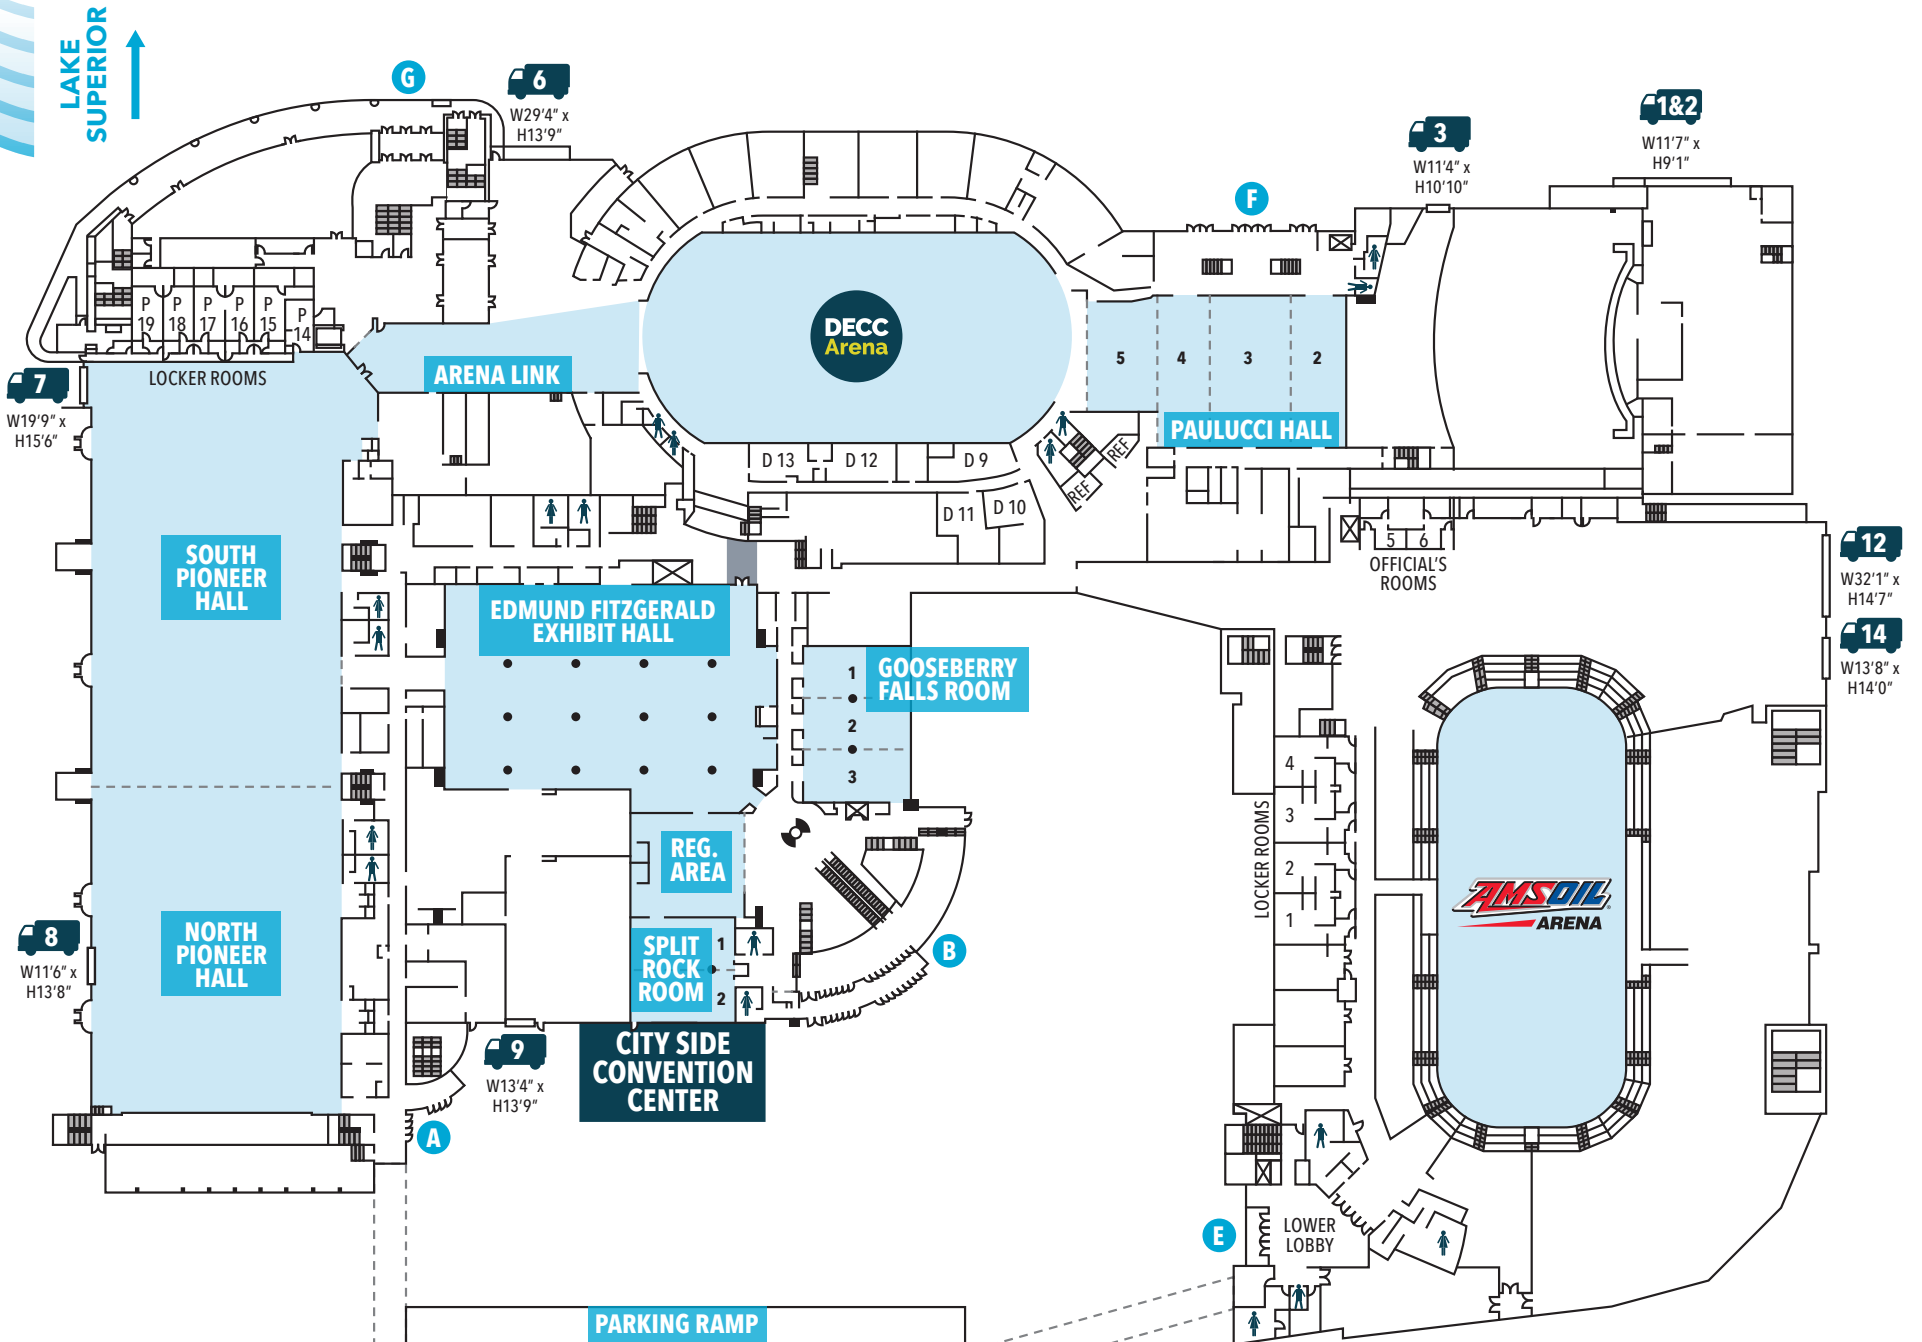 LAKE
SUPERIOR
G
6
W29'4" x
H13'9"
3
W11'4" x
H10'10"
1&2
W11'7" x
H9'1"
F
P
19
P
18
P
17
P
16
P
15
P
14
LOCKER ROOMS
7
W19'9" x
H15'6"
ARENA LINK
DECC
Arena
5
4
3
2
PAULUCCI HALL
D 13
D 12
D 9
REF
REF
D 11
D 10
5
6
OFFICIAL'S
ROOMS
12
W32'1" x
H14'7"
14
W13'8" x
H14'0"
SOUTH
PIONEER
HALL
EDMUND FITZGERALD
EXHIBIT HALL
1
GOOSEBERRY
FALLS ROOM
2
3
4
3
2
1
LOCKER ROOMS
AMSOIL
ARENA
REG.
AREA
8
W11'6" x
H13'8"
NORTH
PIONEER
HALL
SPLIT
ROCK
ROOM
1
2
B
9
W13'4" x
H13'9"
CITY SIDE
CONVENTION
CENTER
A
E
LOWER
LOBBY
PARKING RAMP